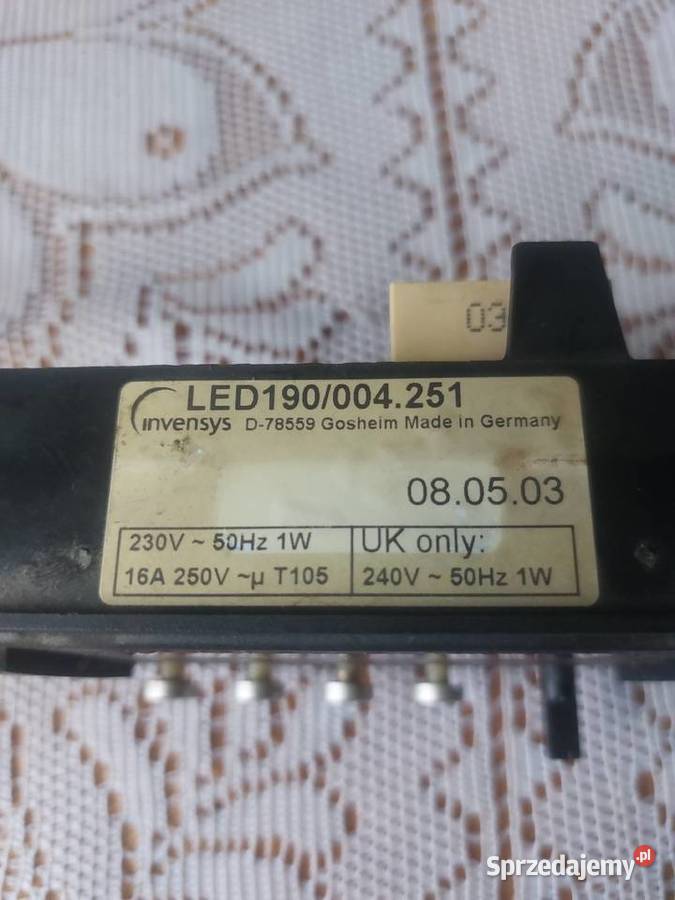 03
LED190/004.251
invensys D-78559 Gosheim Made in Germany
08.05.03
230V ~ 50Hz 1W
16A 250V ~µ T105
UK only:
240V ~ 50Hz 1W
Sprzedajemy.pl